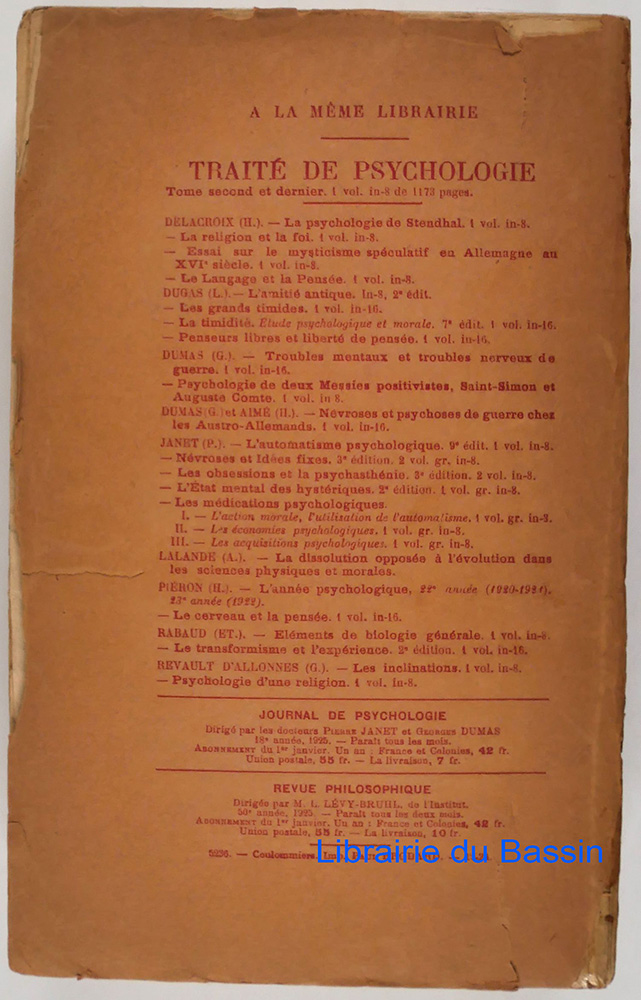 A LA MÊME LIBRAIRIE
TRAITÉ DE PSYCHOLOGIE
Tome second et dernier. 1 vol. in-8 de 1173 pages.
DELACROIX (H.). — La psychologie de Stendhal. 1 vol. in-8.
— La religion et la foi. 1 vol. in-8.
— Essai sur le mysticisme spéculatif en Allemagne au
XVIe siècle. 1 vol. in-8.
— Le Langage et la Pensée. 1 vol. in-8.
DUGAS (L.). — L'amitié antique. In-8, 2e édit.
— Les grands timides. 1 vol. in-16.
— La timidité. Etude psychologique et morale. 7e édit. 1 vol. in-16.
— Penseurs libres et liberté de pensée. 1 vol. in-16.
DUMAS (G.). — Troubles mentaux et troubles nerveux de
guerre. 1 vol. in-16.
— Psychologie de deux Messies positivistes, Saint-Simon et
Auguste Comte. 1 vol. in 8.
DUMAS (G.) et AIMÉ (H.). — Névroses et psychoses de guerre chez
les Austro-Allemands. 1 vol. in-16.
JANET (P.). — L'automatisme psychologique. 9e édit. 1 vol. in-8.
— Névroses et Idées fixes. 3e édition. 2 vol. gr. in-8.
— Les obsessions et la psychasthénie. 3e édition. 2 vol. in-8.
— L'État mental des hystériques. 2e édition. 1 vol. gr. in-8.
— Les médications psychologiques.
I. — L'action morale, l'utilisation de l'automatisme. 1 vol. gr. in-8.
II. — Les économies psychologiques. 1 vol. gr. in-8.
III. — Les acquisitions psychologiques. 1 vol. gr. in-8.
LALANDE (A.). — La dissolution opposée à l'évolution dans
les sciences physiques et morales.
PIÉRON (H.). — L'année psychologique, 22e année (1920-1921).
23e année (1922).
— Le cerveau et la pensée. 1 vol. in-16.
RABAUD (ET.). — Eléments de biologie générale. 1 vol. in-8.
— Le transformisme et l'expérience. 2e édition. 1 vol. in-16.
REVAULT D'ALLONNES (G.). — Les inclinations. 1 vol. in-8.
— Psychologie d'une religion. 1 vol. in-8.
JOURNAL DE PSYCHOLOGIE
Dirigé par les docteurs PIERRE JANET et GEORGES DUMAS
18e année, 1925. — Paraît tous les mois.
ABONNEMENT du 1er janvier. Un an : France et Colonies, 42 fr.
Union postale, 55 fr. — La livraison, 7 fr.
REVUE PHILOSOPHIQUE
Dirigée par M. L. LÉVY-BRUHL, de l'Institut.
50e année, 1925. — Paraît tous les deux mois.
ABONNEMENT du 1er janvier. Un an : France et Colonies, 48 fr.
Union postale, 55 fr. — La livraison, 10 fr.
5236. — Coulommiers. Imp.
Librairie du Bassin